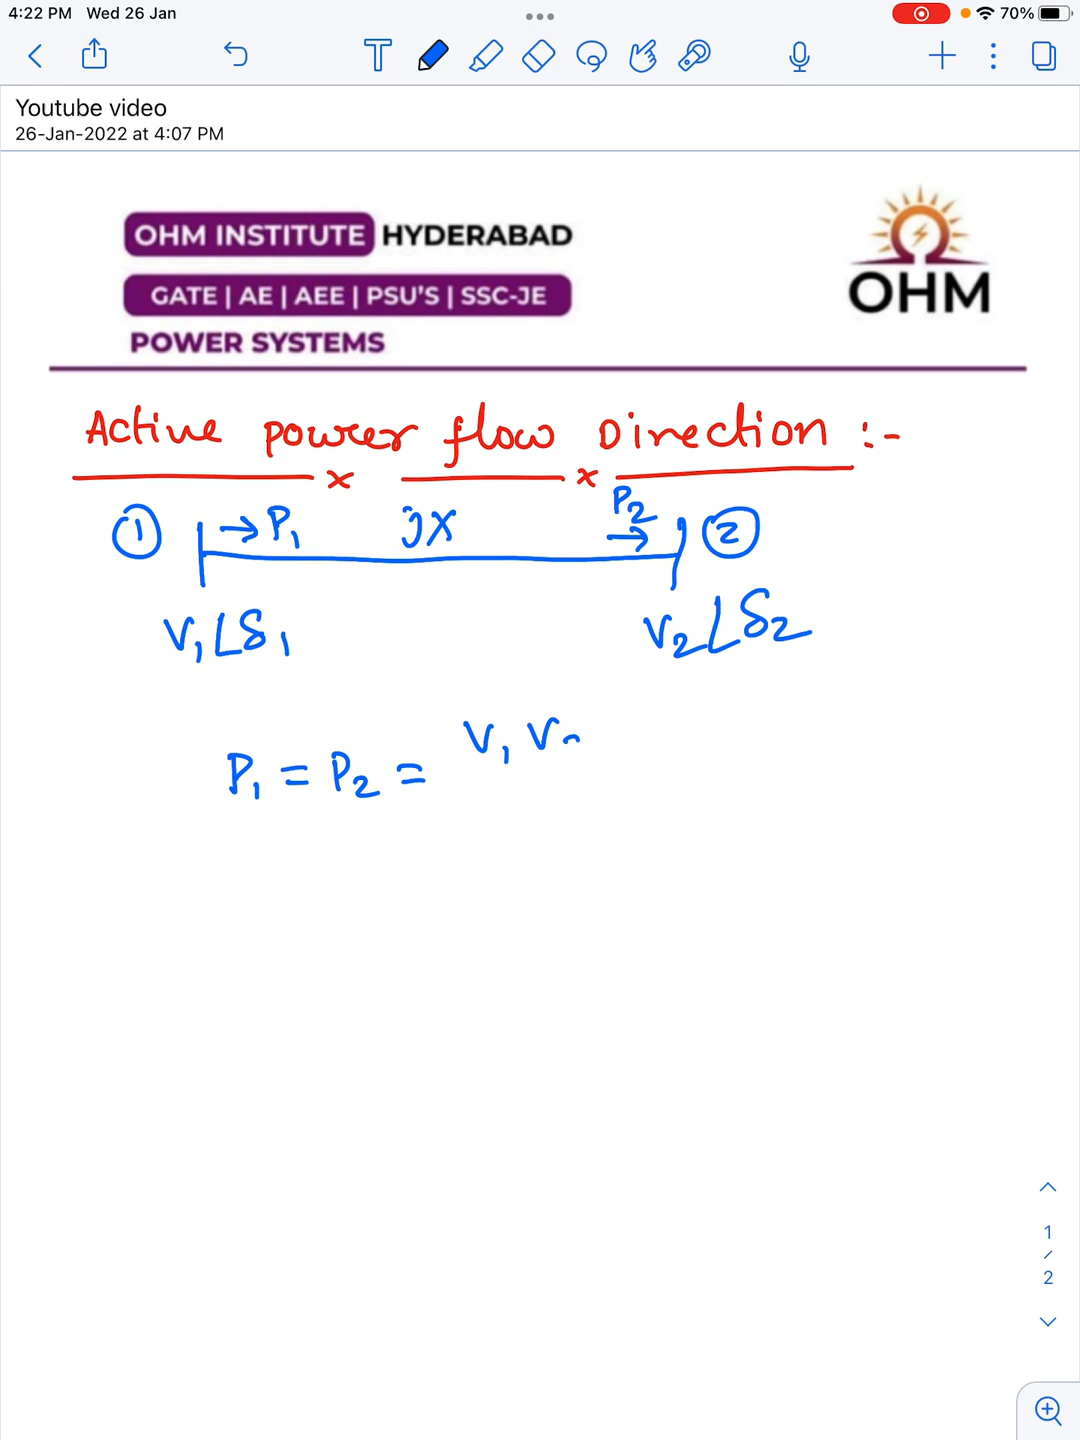 4:22 PM Wed 26 Jan
70%
T
Youtube video
26-Jan-2022 at 4:07 PM
OHM INSTITUTE HYDERABAD
GATE | AE | AEE | PSU'S | SSC-JE
POWER SYSTEMS
OHM
Active power flow Direction :-
① → P₁ jX P₂ → ②
V₁∠δ₁ V₂∠δ₂
P₁ = P₂ = V₁ V
1
/
2